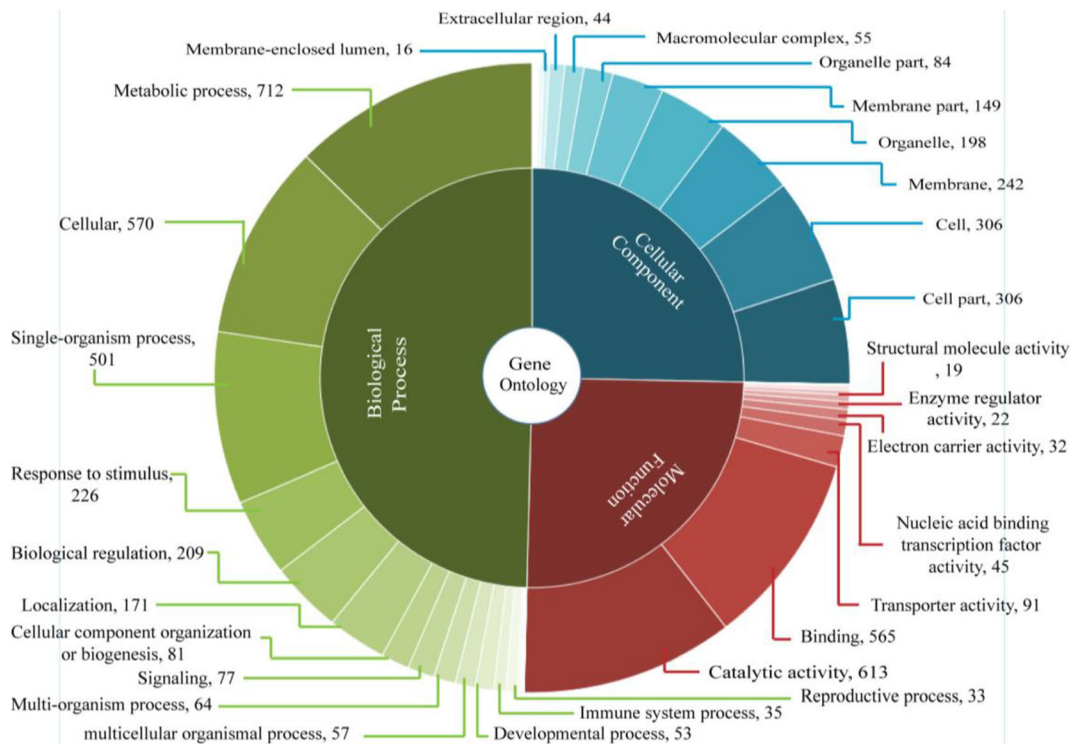 Extracellular region, 44
Membrane-enclosed lumen, 16
Macromolecular complex, 55
Organelle part, 84
Metabolic process, 712
Membrane part, 149
Organelle, 198
Membrane, 242
Cellular, 570
Cell, 306
Cell part, 306
Cellular
Component
Single-organism process,
501
Structural molecule activity
, 19
Gene
Ontology
Biological
Process
Enzyme regulator
activity, 22
Electron carrier activity, 32
Molecular
Function
Response to stimulus,
226
Nucleic acid binding
transcription factor
activity, 45
Biological regulation, 209
Localization, 171
Transporter activity, 91
Cellular component organization
or biogenesis, 81
Binding, 565
Signaling, 77
Catalytic activity, 613
Multi-organism process, 64
Reproductive process, 33
Immune system process, 35
multicellular organismal process, 57
Developmental process, 53